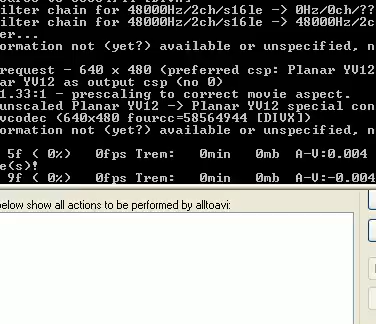 ilter chain for 48000Hz/2ch/s16le -> 0Hz/0ch/??
ilter chain for 48000Hz/2ch/s16le -> 48000Hz/2c
er...
ormation not (yet?) available or unspecified, n
request - 640 x 480 (preferred csp: Planar YV12
ar YV12 as output csp (no 0)
1.33:1 - prescaling to correct movie aspect.
unscaled Planar YV12 -> Planar YV12 special con
vcodec (640x480 fourcc=58564944 [DIVX])
ormation not (yet?) available or unspecified, n
5f ( 0%) 0fps Trem: 0min 0mb A-V:0.004
e(s)!
9f ( 0%) 0fps Trem: 0min 0mb A-V:-0.004
elow show all actions to be performed by alltoavi: